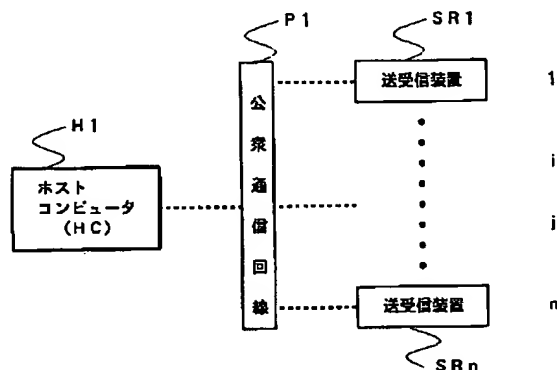 P1
SR1
送受信装置
1
H1
公衆通信回線
i
ホスト
コンピュータ
(HC)
j
送受信装置
n
SRn